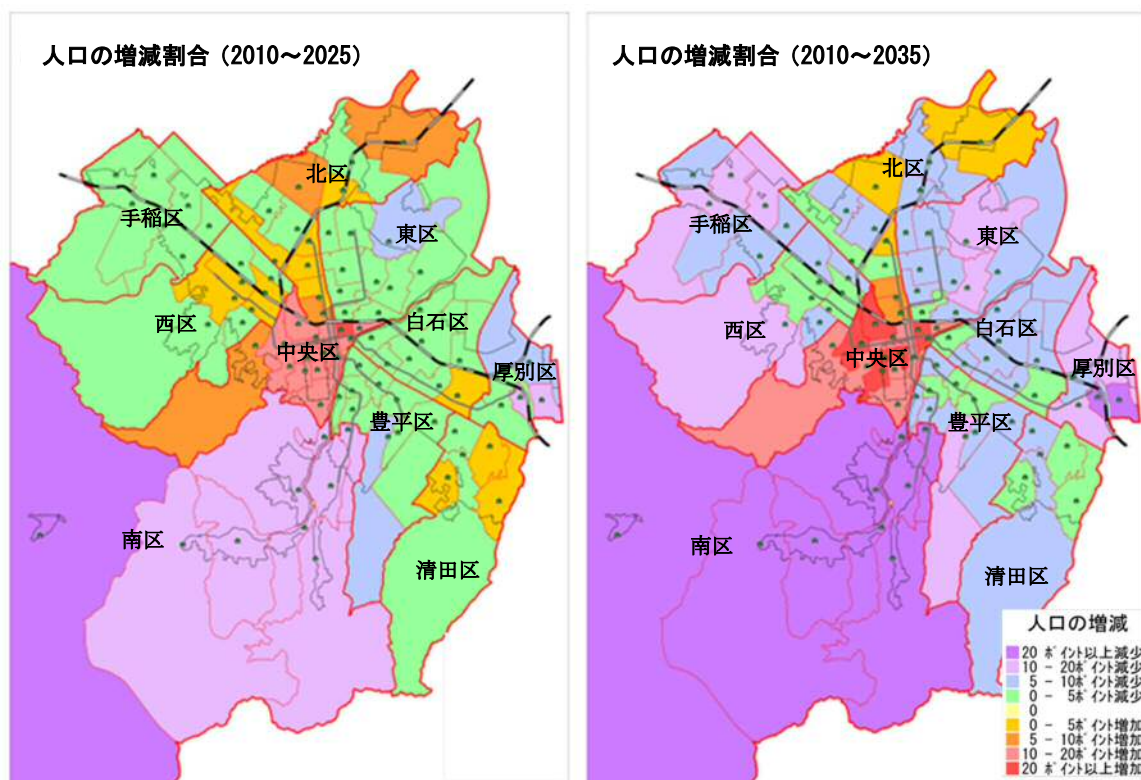 人口の増減割合（2010～2025）
北区
手稲区
東区
西区
白石区
中央区
厚別区
豊平区
南区
清田区
人口の増減割合（2010～2035）
北区
手稲区
東区
西区
白石区
中央区
厚別区
豊平区
南区
清田区
人口の増減
20 ポイント以上減少
10 - 20ポイント減少
5 - 10ポイント減少
0 - 5ポイント減少
0
0 - 5ポイント増加
5 - 10ポイント増加
10 - 20ポイント増加
20 ポイント以上増加